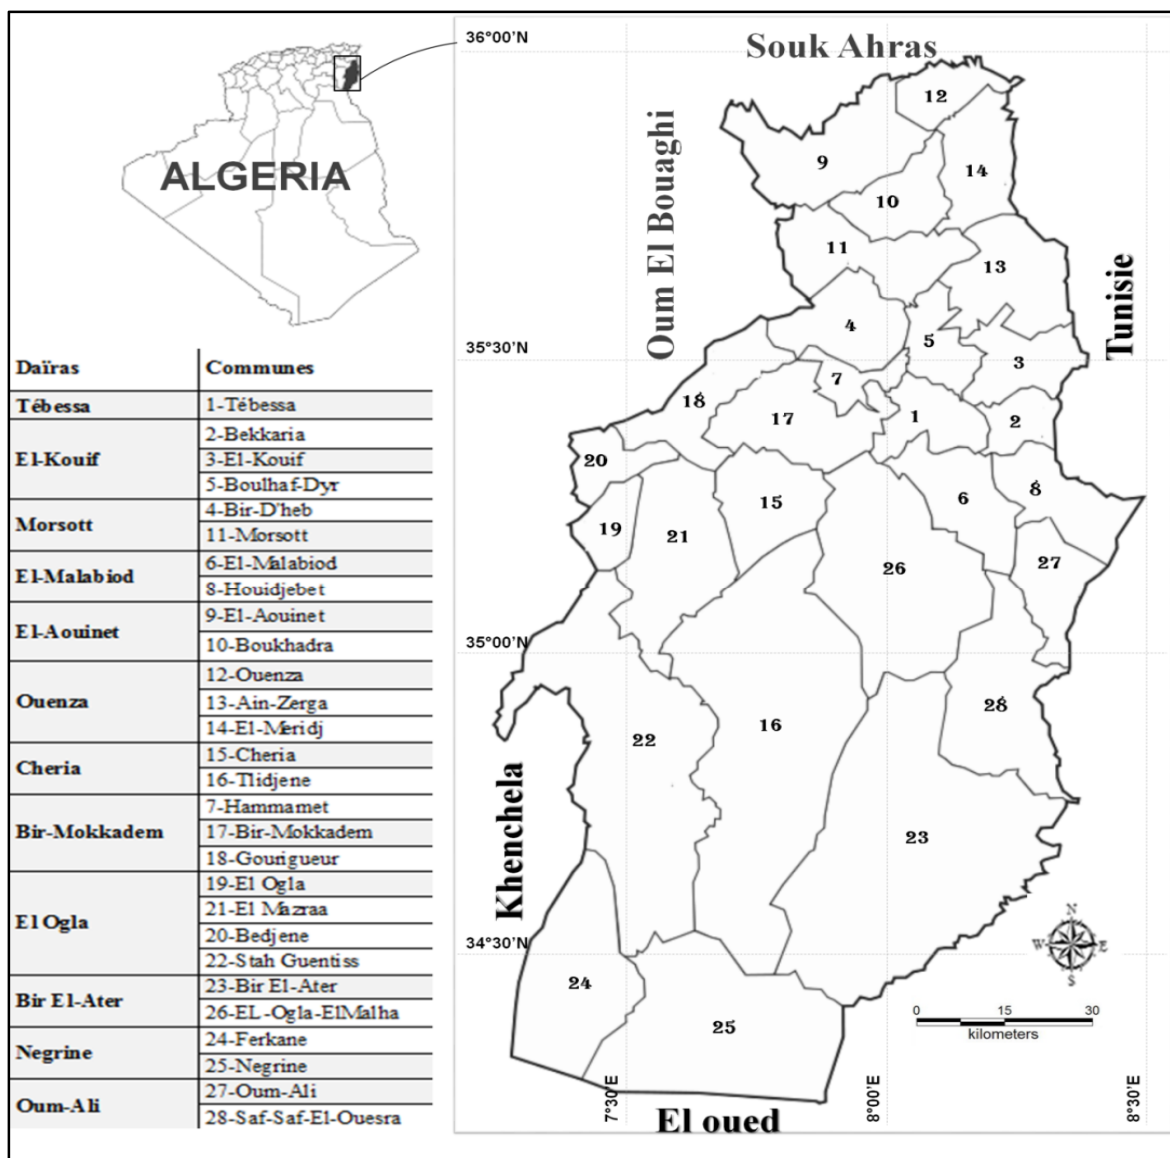 ALGERIA
Daïras Communes
Tébessa 1-Tébessa
El-Kouif 2-Bekkaria
3-El-Kouif
5-Boulhaf-Dyr
Morsott 4-Bir-D'heb
11-Morsott
El-Malabiod 6-El-Malabiod
8-Houidjebet
El-Aouinet 9-El-Aouinet
10-Boukhadra
Ouenza 12-Ouenza
13-Ain-Zerga
14-El-Meridj
Cheria 15-Cheria
16-Tlidjene
Bir-Mokkadem 7-Hammamet
17-Bir-Mokkadem
18-Gourigueur
El Ogla 19-El Ogla
21-El Mazraa
20-Bedjene
22-Stah Guentiss
Bir El-Ater 23-Bir El-Ater
26-EL-Ogla-ElMalha
Negrine 24-Ferkane
25-Negrine
Oum-Ali 27-Oum-Ali
28-Saf-Saf-El-Ouesra
36°00'N
Souk Ahras
Oum El Bouaghi
Tunisie
12
9
14
10
11
13
4
5
35°30'N
3
7
18
17
1
2
20
15
6
8
19
21
26
27
35°00'N
28
16
22
23
Khenchela
34°30'N
24
25
N
W E
S
0 15 30
kilometers
7°30'E
8°00'E
8°30'E
El oued